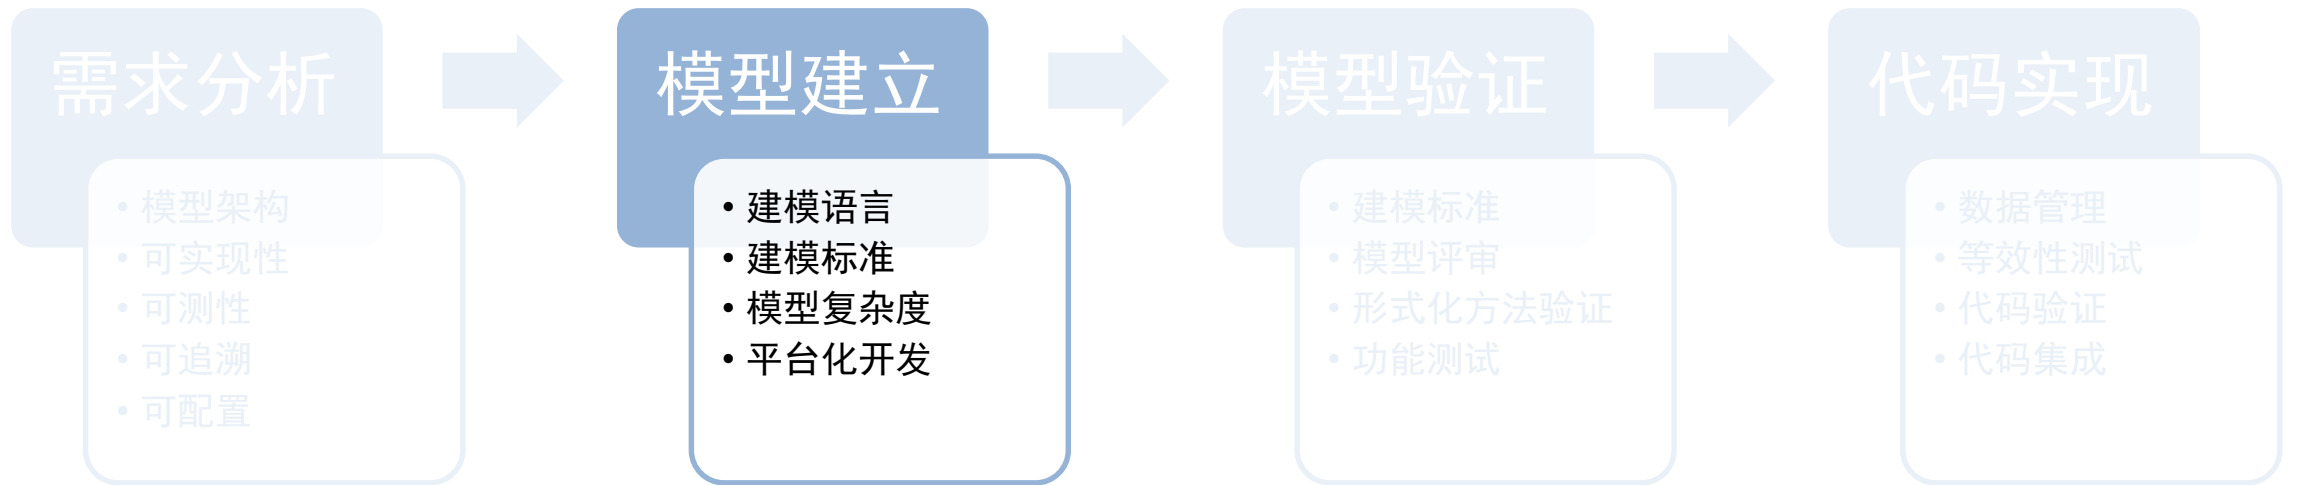 需求分析
• 模型架构
• 可实现性
• 可测性
• 可追溯
• 可配置
模型建立
• 建模语言
• 建模标准
• 模型复杂度
• 平台化开发
模型验证
• 建模标准
• 模型评审
• 形式化方法验证
• 功能测试
代码实现
• 数据管理
• 等效性测试
• 代码验证
• 代码集成